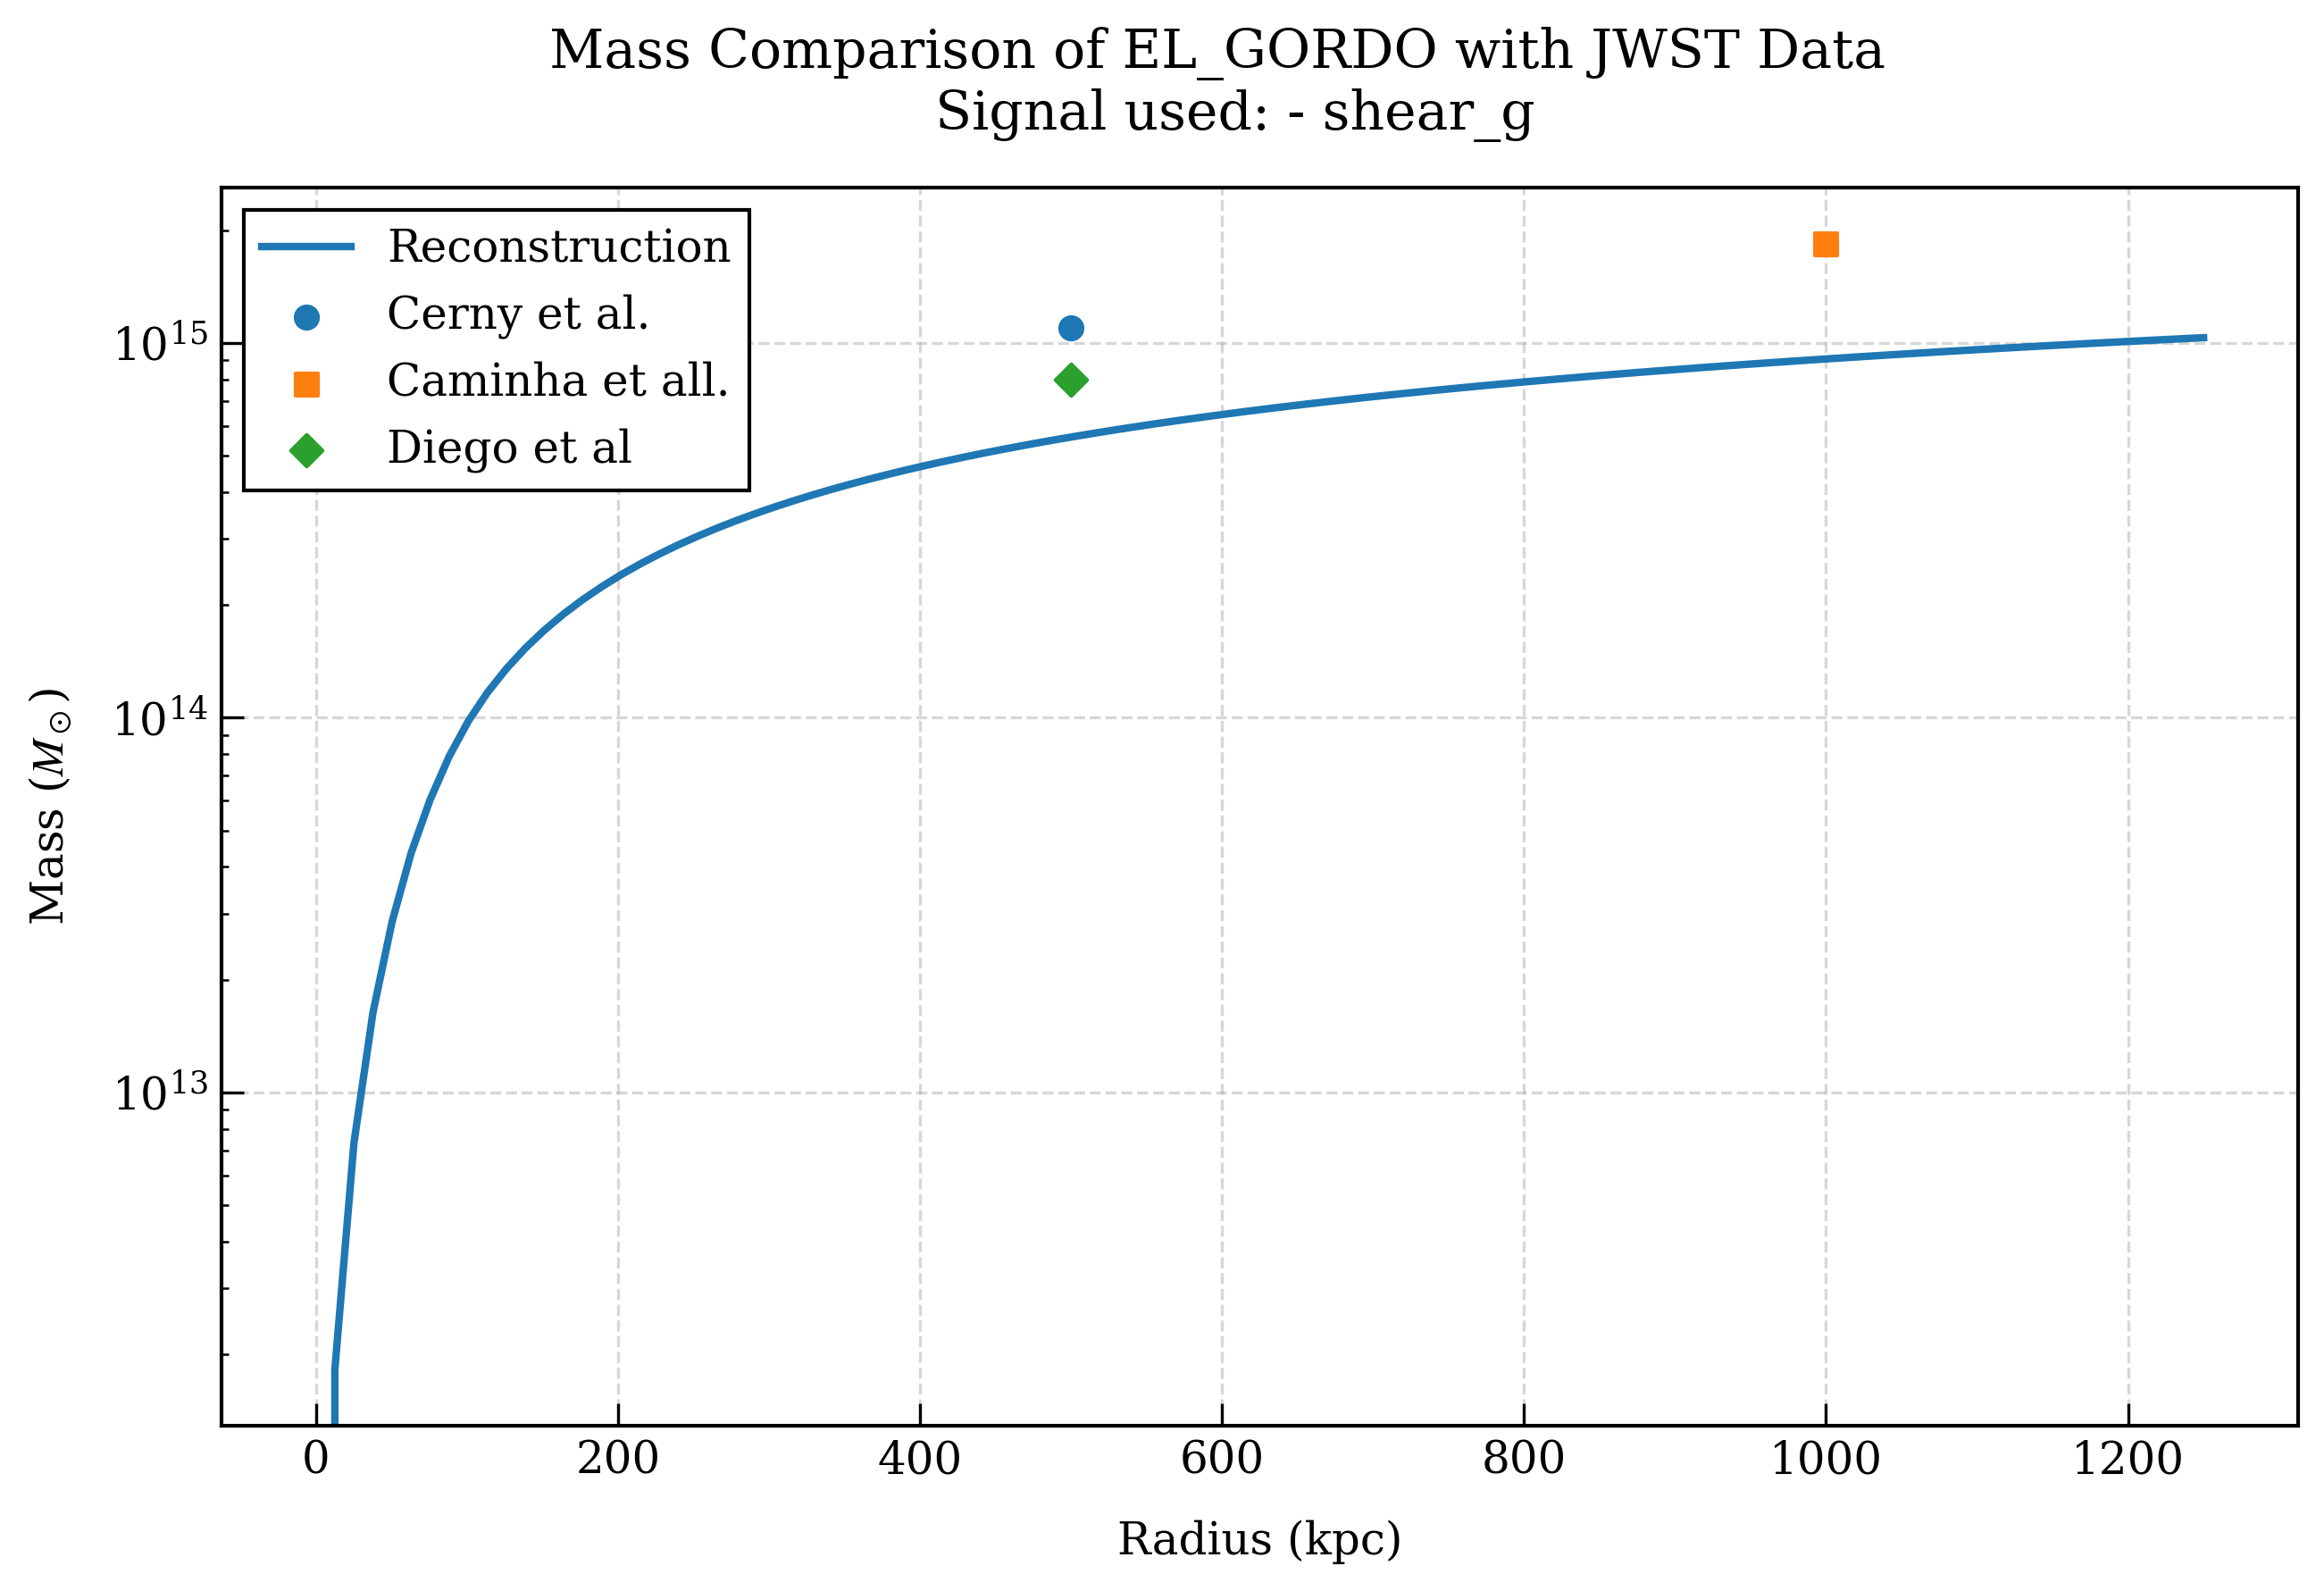 Mass Comparison of EL_GORDO with JWST Data
Signal used: - shear_g
Reconstruction
Cerny et al.
Caminha et all.
Diego et al
10^15
10^14
10^13
Mass (M_⊙)
0 200 400 600 800 1000 1200
Radius (kpc)